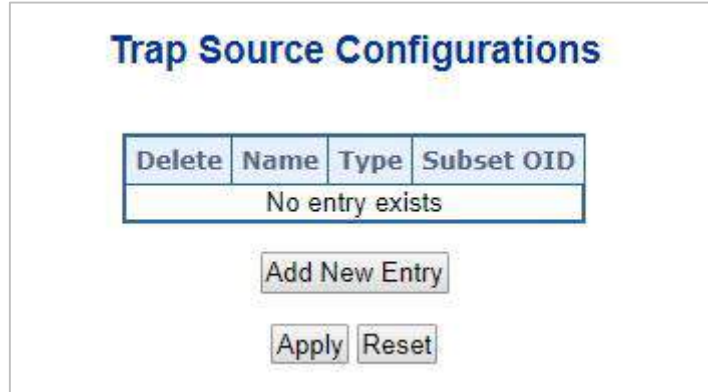 Trap Source Configurations
Delete Name Type Subset OID
No entry exists
Add New Entry
Apply Reset